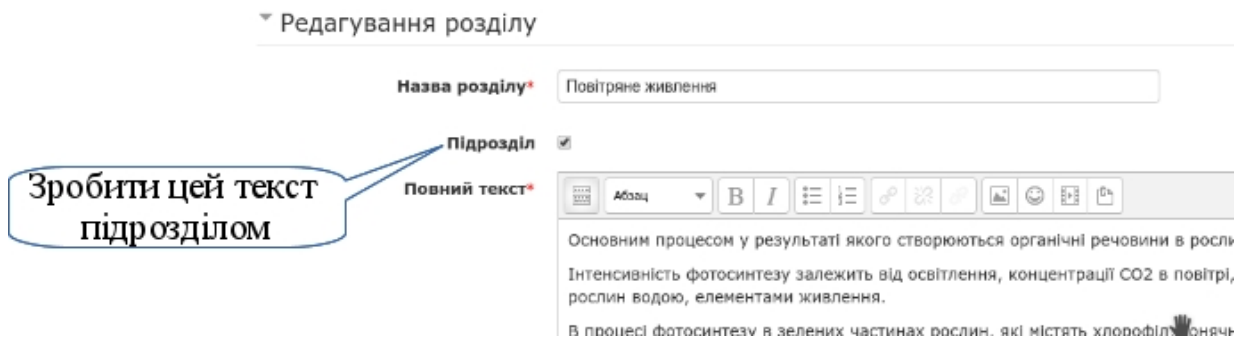 Редагування розділу
Назва розділу*
Повітряне живлення
Підрозділ
Зробити цей текст
підрозділом
Повний текст*
Абзац
B I
Основним процесом у результаті якого створюються органічні речовини в
Інтенсивність фотосинтезу залежить від освітлення, концентрації СО2 в повітрі,
рослин водою, елементами живлення.
В процесі фотосинтезу в зелених частинах рослин, які містять